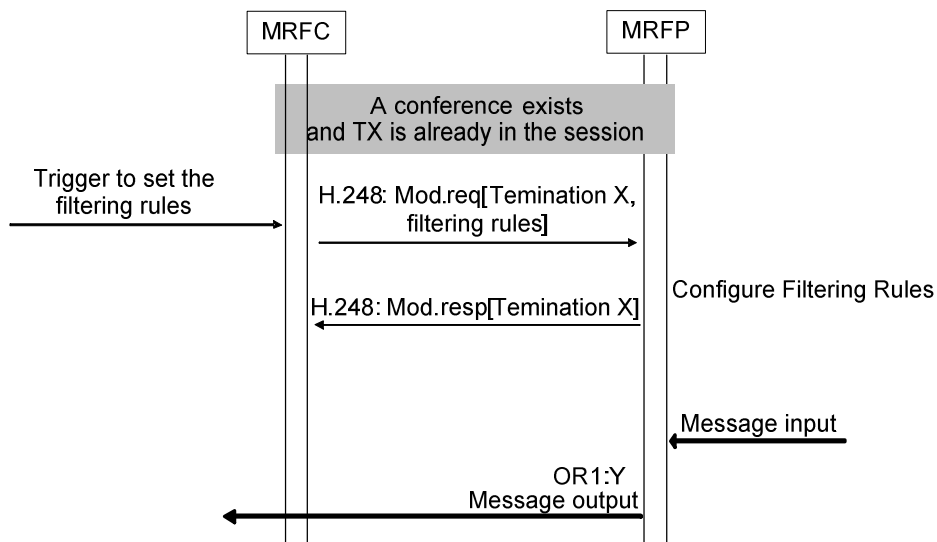 MRFC
MRFP
A conference exists
and TX is already in the session
Trigger to set the
filtering rules
H.248: Mod.req[Temination X,
filtering rules]
Configure Filtering Rules
H.248: Mod.resp[Temination X]
Message input
OR1:Y
Message output